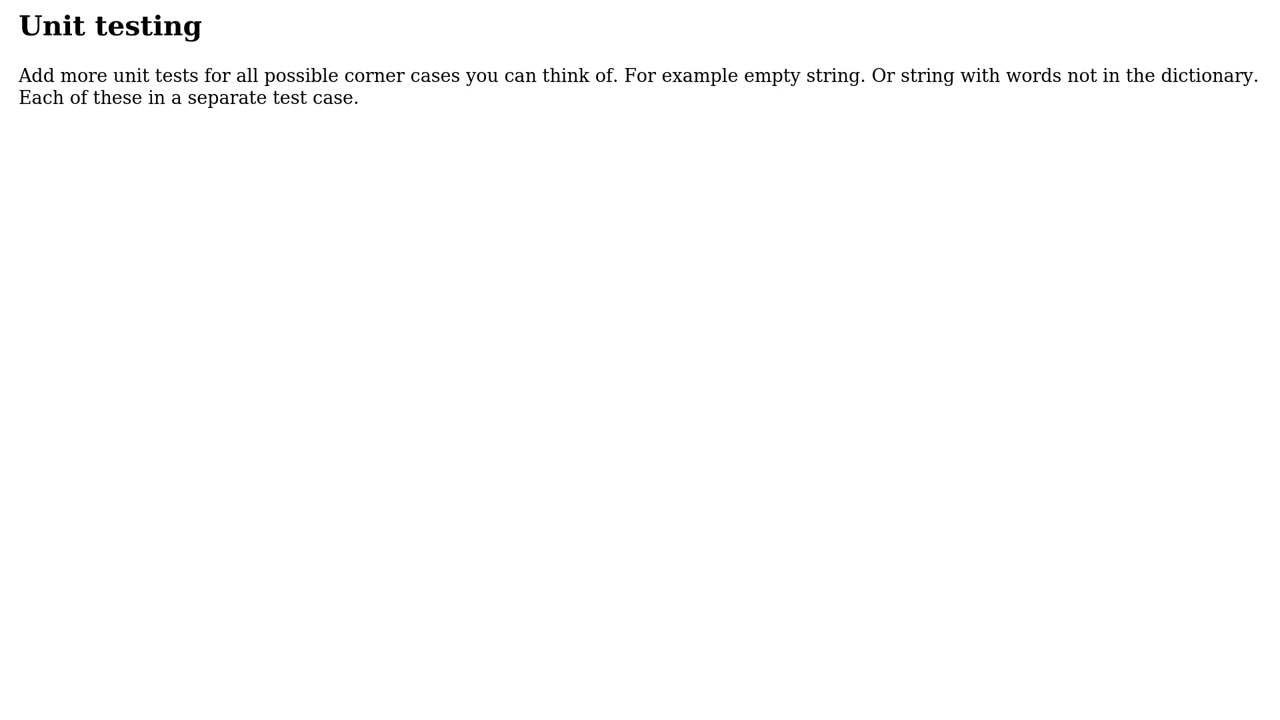 Unit testing
Add more unit tests for all possible corner cases you can think of. For example empty string. Or string with words not in the dictionary.
Each of these in a separate test case.